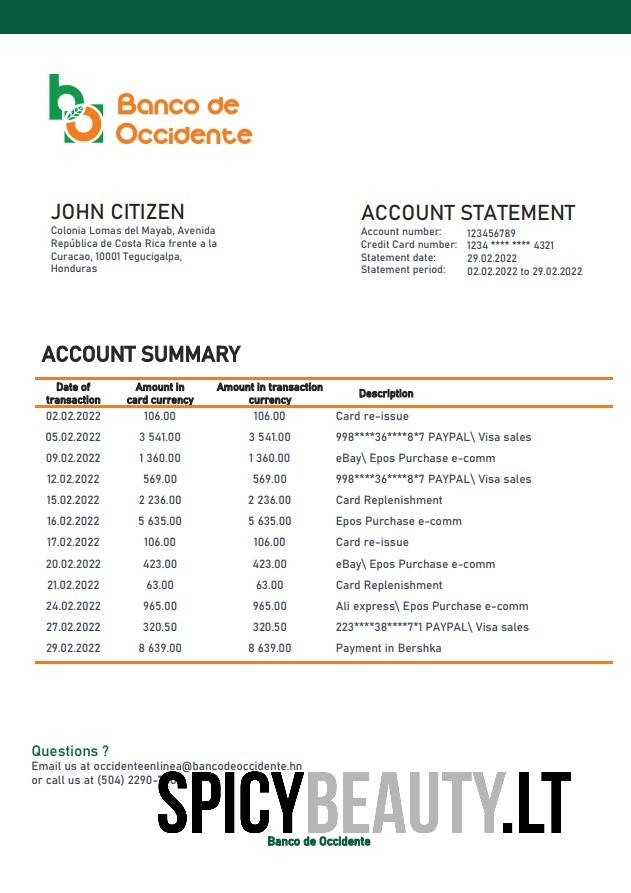 Banco de
Occidente
JOHN CITIZEN
Colonia Lomas del Mayab, Avenida
República de Costa Rica frente a la
Curacao, 10001 Tegucigalpa,
Honduras
ACCOUNT STATEMENT
Account number: 123456789
Credit Card number: 1234 **** **** 4321
Statement date: 29.02.2022
Statement period: 02.02.2022 to 29.02.2022
ACCOUNT SUMMARY
Date of transaction Amount in card currency Amount in transaction currency Description
02.02.2022 106.00 106.00 Card re-issue
05.02.2022 3 541.00 3 541.00 998****36****8*7 PAYPAL\ Visa sales
09.02.2022 1 360.00 1 360.00 eBay\ Epos Purchase e-comm
12.02.2022 569.00 569.00 998****36****8*7 PAYPAL\ Visa sales
15.02.2022 2 236.00 2 236.00 Card Replenishment
16.02.2022 5 635.00 5 635.00 Epos Purchase e-comm
17.02.2022 106.00 106.00 Card re-issue
20.02.2022 423.00 423.00 eBay\ Epos Purchase e-comm
21.02.2022 63.00 63.00 Card Replenishment
24.02.2022 965.00 965.00 Ali express\ Epos Purchase e-comm
27.02.2022 320.50 320.50 223****38****7*1 PAYPAL\ Visa sales
29.02.2022 8 639.00 8 639.00 Payment in Bershka
Questions ?
Email us at occidenteenlinea@bancodeoccidente.hn
or call us at (504) 2290-
SPICYBEAUTY.LT
Banco de Occidente